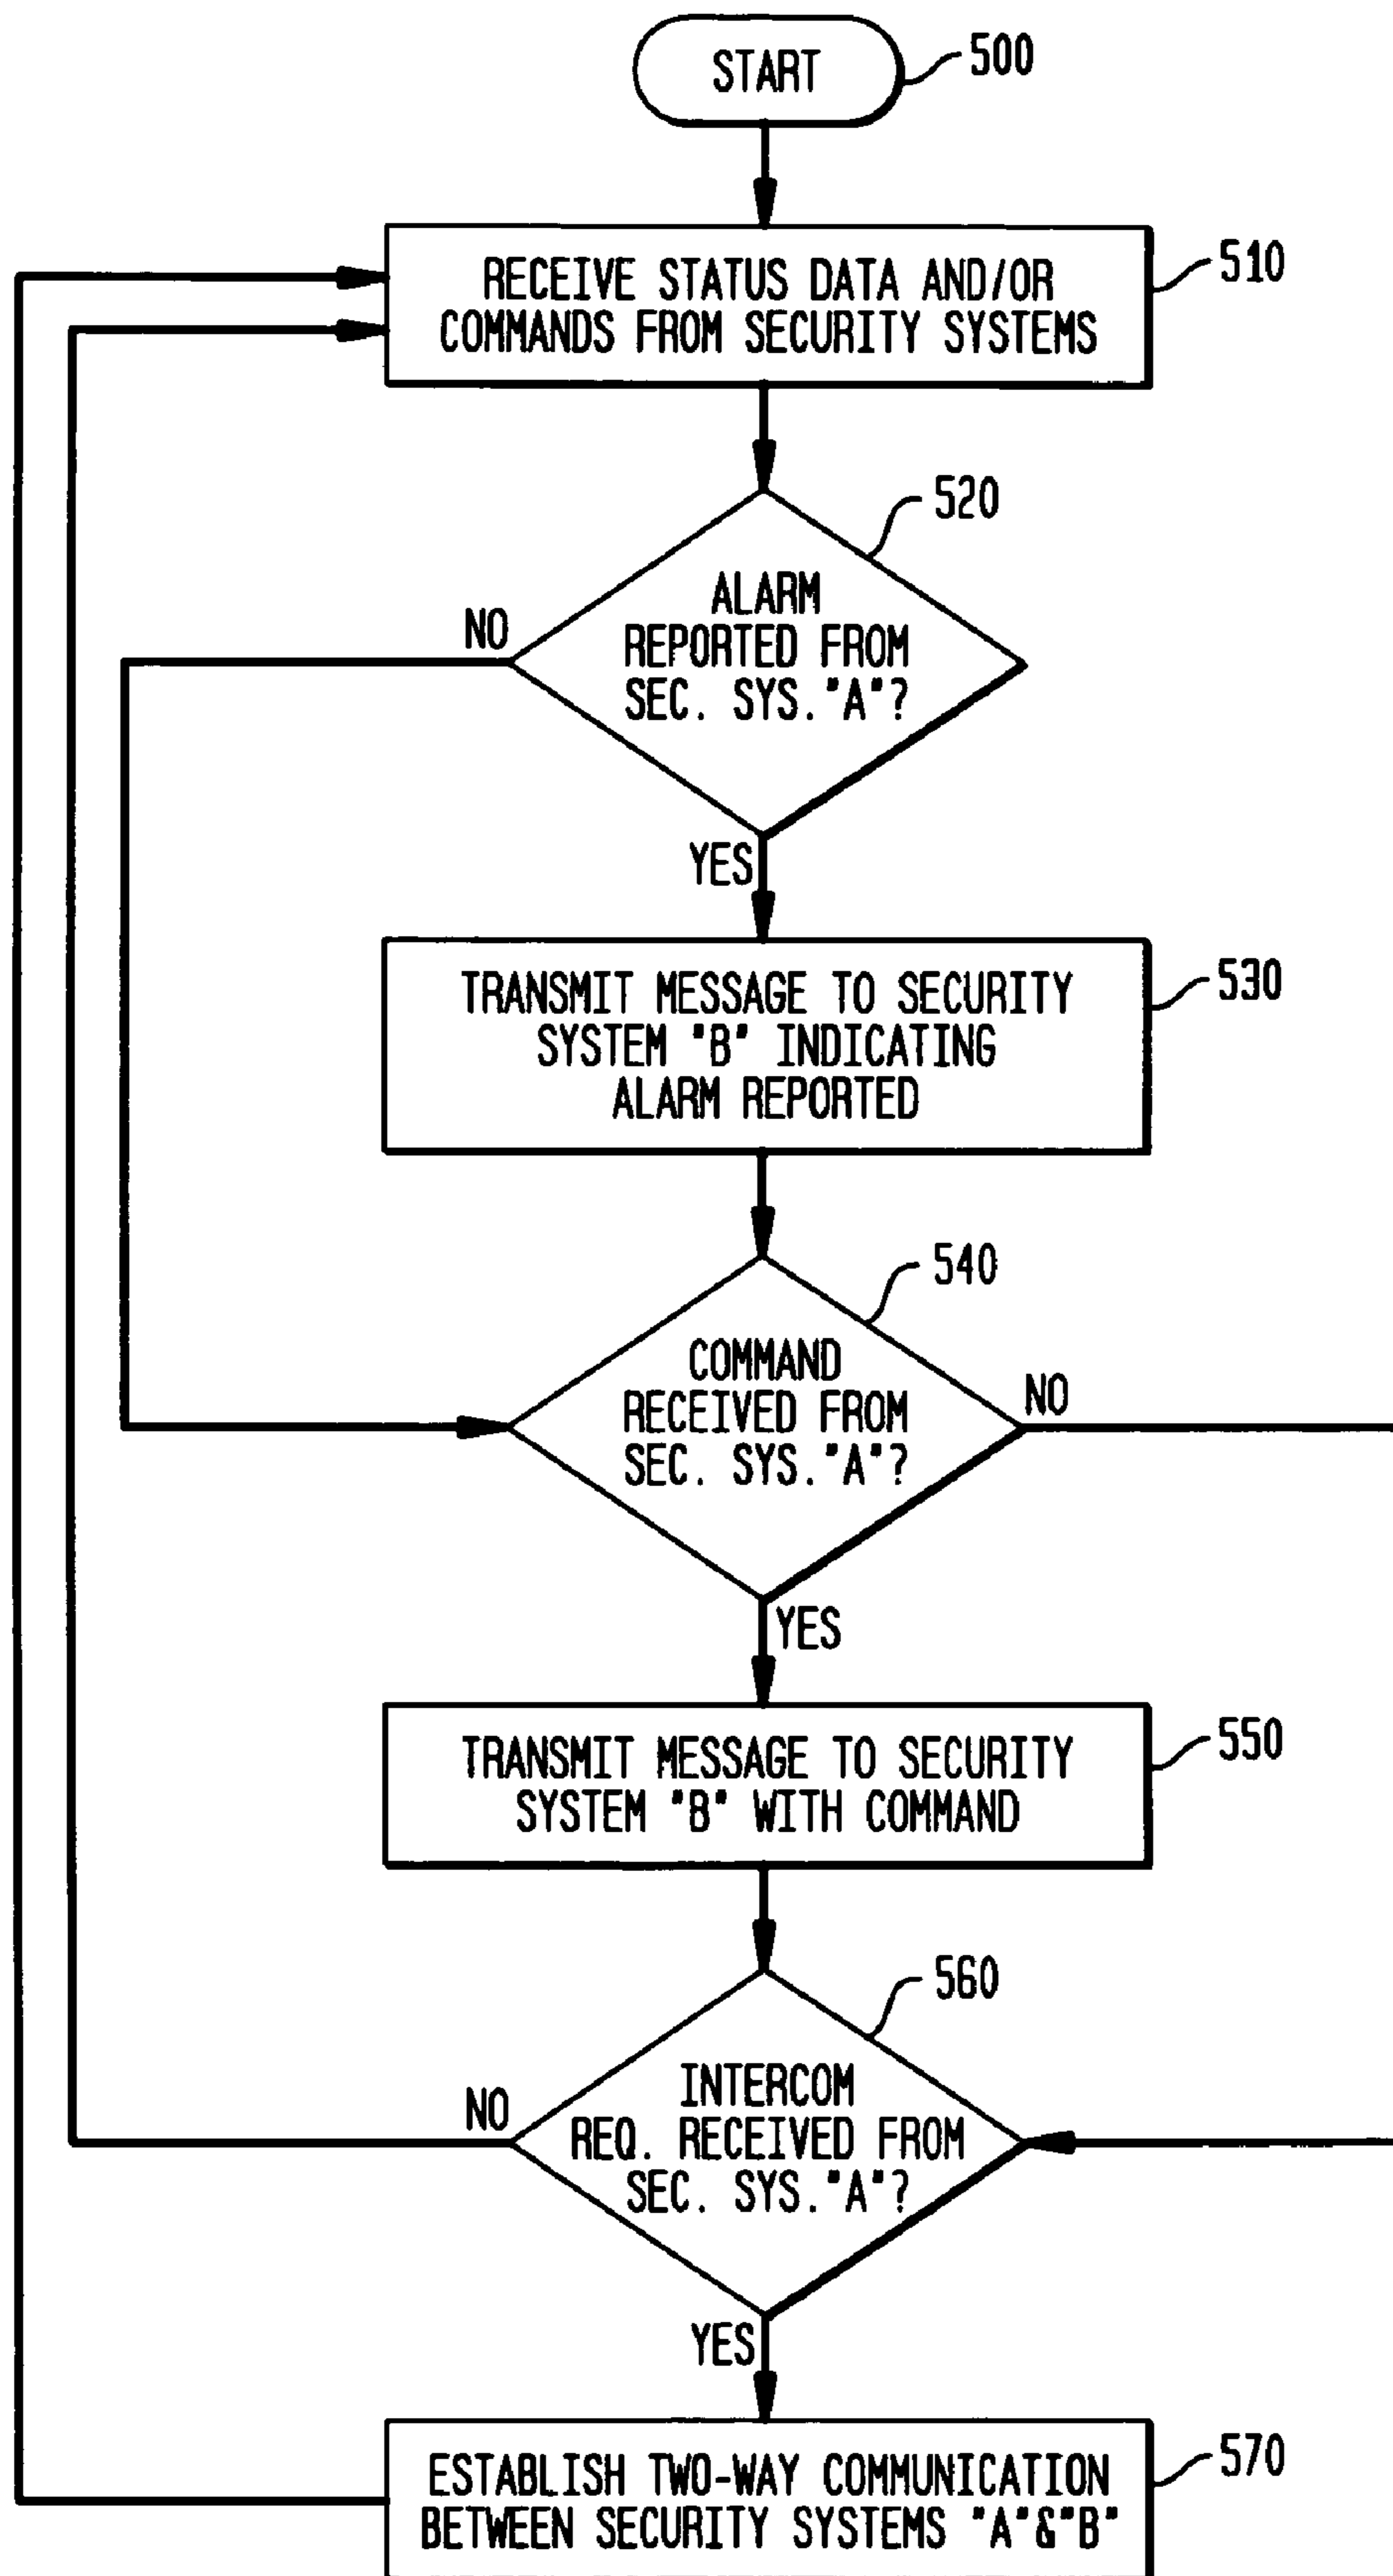 START
500
RECEIVE STATUS DATA AND/OR
COMMANDS FROM SECURITY SYSTEMS
510
520
ALARM
REPORTED FROM
SEC. SYS."A"?
NO
YES
TRANSMIT MESSAGE TO SECURITY
SYSTEM "B" INDICATING
ALARM REPORTED
530
540
COMMAND
RECEIVED FROM
SEC. SYS."A"?
NO
YES
TRANSMIT MESSAGE TO SECURITY
SYSTEM "B" WITH COMMAND
550
560
INTERCOM
REQ. RECEIVED FROM
SEC. SYS."A"?
NO
YES
ESTABLISH TWO-WAY COMMUNICATION
BETWEEN SECURITY SYSTEMS "A"&"B"
570